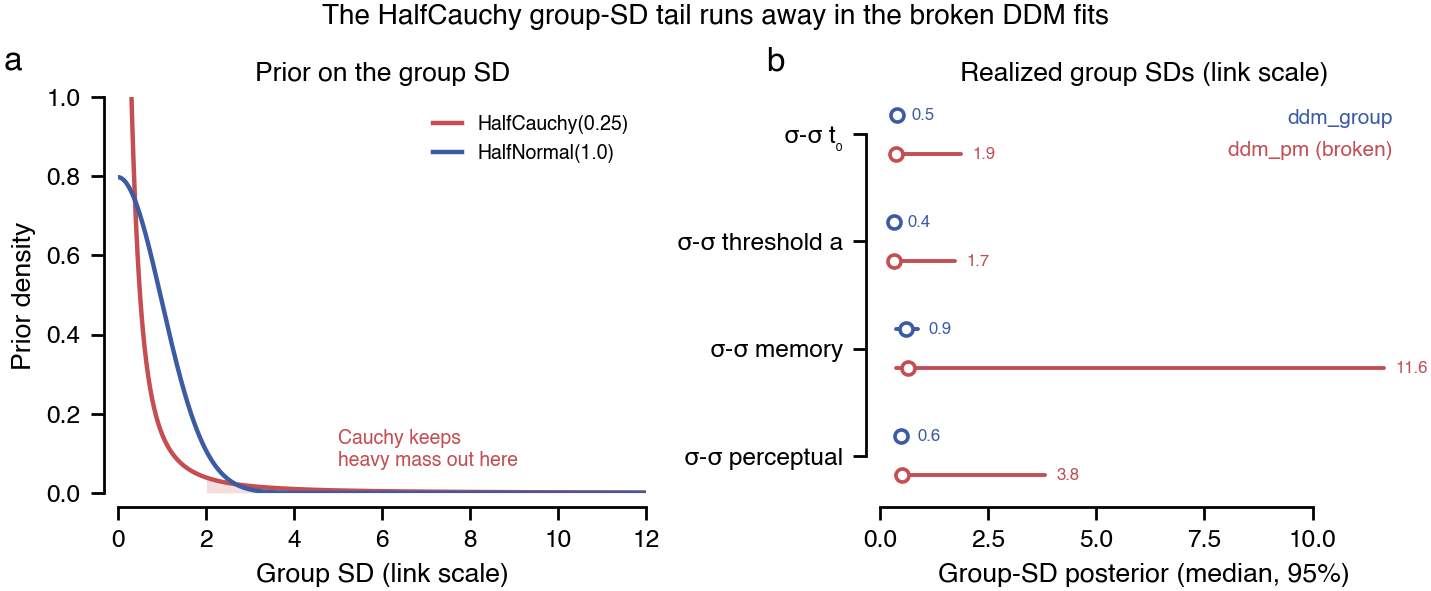 The HalfCauchy group-SD tail runs away in the broken DDM fits
a
Prior on the group SD
HalfCauchy(0.25)
HalfNormal(1.0)
Cauchy keeps
heavy mass out here
Prior density
1.0
0.8
0.6
0.4
0.2
0.0
0 2 4 6 8 10 12
Group SD (link scale)
b
Realized group SDs (link scale)
ddm_group
ddm_pm (broken)
σ-σ t₀
0.5
1.9
σ-σ threshold a
0.4
1.7
σ-σ memory
0.9
11.6
σ-σ perceptual
0.6
3.8
0.0 2.5 5.0 7.5 10.0
Group-SD posterior (median, 95%)